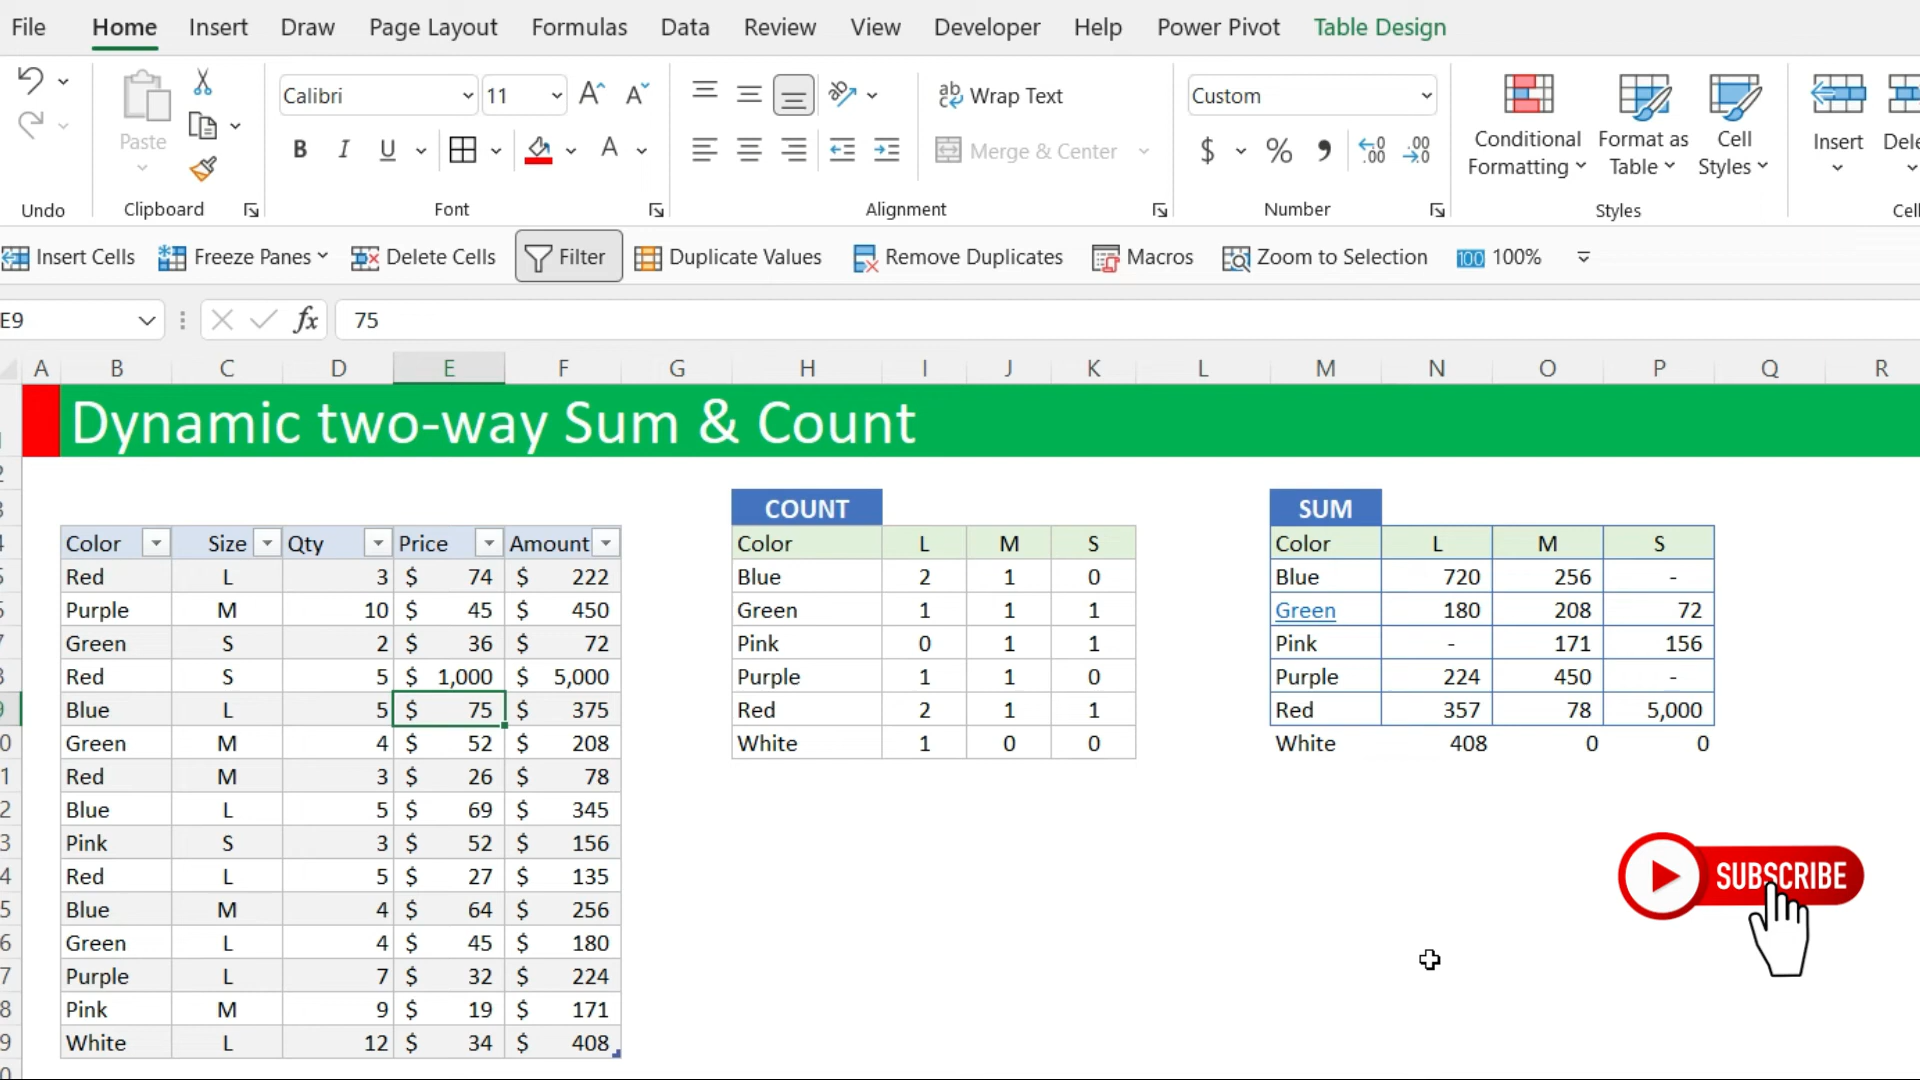 File Home Insert Draw Page Layout Formulas Data Review View Developer Help Power Pivot Table Design
Calibri 11 A A Wrap Text Custom
Paste B I U A Merge & Center $ % , .00 .00 Conditional Formatting Format as Table Cell Styles Insert
Undo Clipboard Font Alignment Number Styles
Insert Cells Freeze Panes Delete Cells Filter Duplicate Values Remove Duplicates Macros Zoom to Selection 100 100%
E9 fx 75
A B C D E F G H I J K L M N O P Q R
Dynamic two-way Sum & Count
2
COUNT SUM
Color Size Qty Price Amount Color L M S Color L M S
Red L 3 $ 74 $ 222 Blue 2 1 0 Blue 720 256 -
Purple M 10 $ 45 $ 450 Green 1 1 1 Green 180 208 72
Green S 2 $ 36 $ 72 Pink 0 1 1 Pink - 171 156
Red S 5 $ 1,000 $ 5,000 Purple 1 1 0 Purple 224 450 -
Blue L 5 $ 75 $ 375 Red 2 1 1 Red 357 78 5,000
Green M 4 $ 52 $ 208 White 1 0 0 White 408 0 0
Red M 3 $ 26 $ 78
Blue L 5 $ 69 $ 345
Pink S 3 $ 52 $ 156
Red L 5 $ 27 $ 135 SUBSCRIBE
Blue M 4 $ 64 $ 256
Green L 4 $ 45 $ 180
Purple L 7 $ 32 $ 224
Pink M 9 $ 19 $ 171
White L 12 $ 34 $ 408